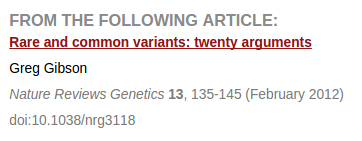 FROM THE FOLLOWING ARTICLE:
Rare and common variants: twenty arguments
Greg Gibson
Nature Reviews Genetics 13, 135-145 (February 2012)
doi:10.1038/nrg3118